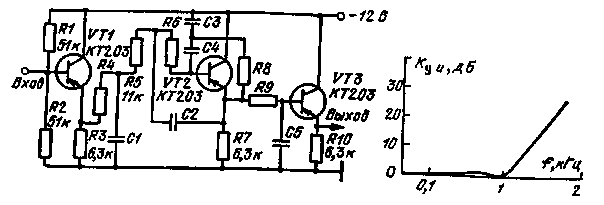 R1
51к
VT1
КТ203
Вход
R4
R2
51к
R3
6,3к
R5
11к
C1
R6
C3
C4
VT2
КТ203
C2
R7
6,3к
R8
R9
C5
−12 В
VT3
КТ203
Выход
R10
6,3к
Kу и, дБ
30
20
10
0
0,1
1
2
f, кГц